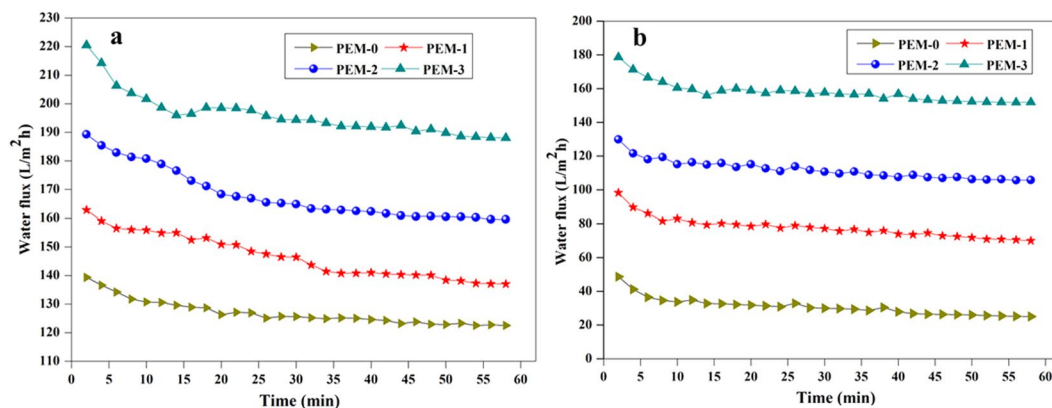 a
PEM-0 PEM-1
PEM-2 PEM-3
Water flux (L/m²h)
230
220
210
200
190
180
170
160
150
140
130
120
110
0 5 10 15 20 25 30 35 40 45 50 55 60
Time (min)
b
PEM-0 PEM-1
PEM-2 PEM-3
Water flux (L/m²h)
200
180
160
140
120
100
80
60
40
20
0
0 5 10 15 20 25 30 35 40 45 50 55 60
Time (min)